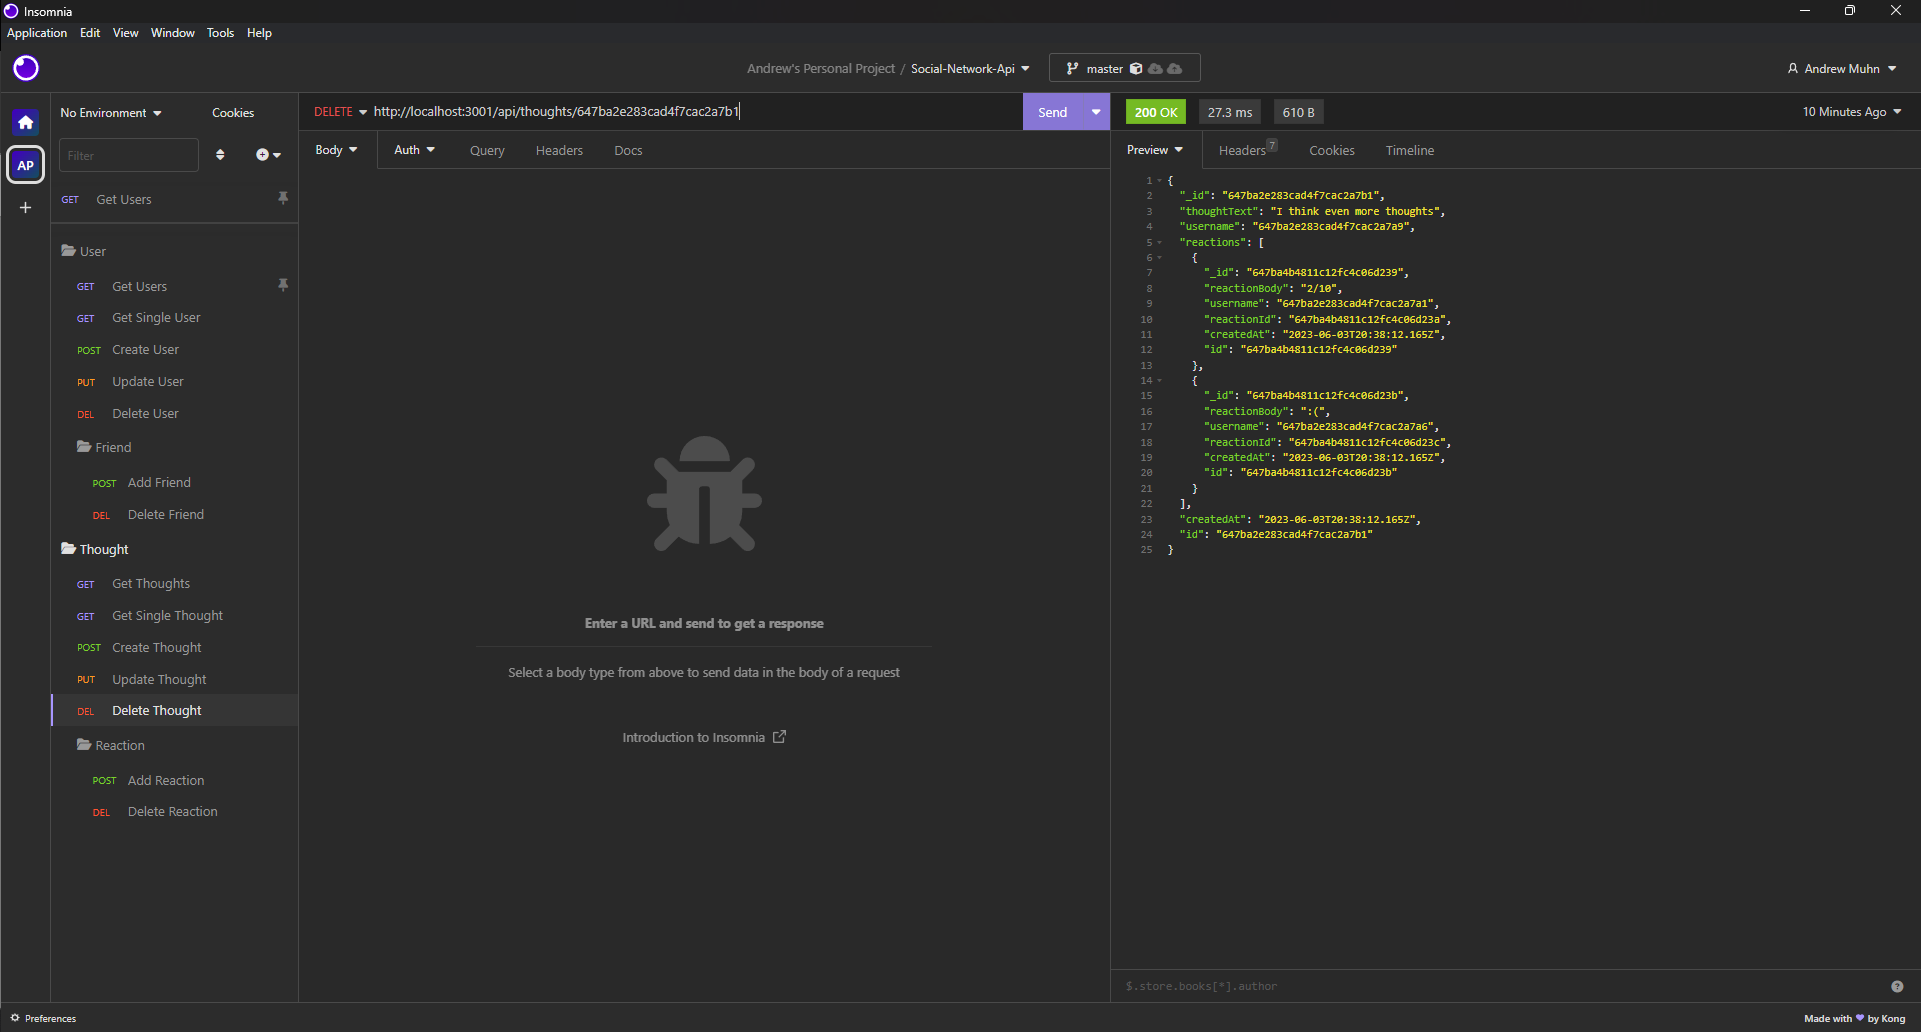 Insomnia
Application Edit View Window Tools Help
Andrew's Personal Project / Social-Network-Api
master
Andrew Muhn
No Environment
Cookies
DELETE http://localhost:3001/api/thoughts/647ba2e283cad4f7cac2a7b1
Send
200 OK 27.3 ms 610 B
10 Minutes Ago
AP
Filter
GET Get Users
User
GET Get Users
GET Get Single User
POST Create User
PUT Update User
DEL Delete User
Friend
POST Add Friend
DEL Delete Friend
Thought
GET Get Thoughts
GET Get Single Thought
POST Create Thought
PUT Update Thought
DEL Delete Thought
Reaction
POST Add Reaction
DEL Delete Reaction
Body Auth Query Headers Docs
Enter a URL and send to get a response
Select a body type from above to send data in the body of a request
Introduction to Insomnia
Preview Headers 7 Cookies Timeline
1 {
2 "_id": "647ba2e283cad4f7cac2a7b1",
3 "thoughtText": "I think even more thoughts",
4 "username": "647ba2e283cad4f7cac2a7a9",
5 "reactions": [
6 {
7 "_id": "647ba4b4811c12fc4c06d239",
8 "reactionBody": "2/10",
9 "username": "647ba2e283cad4f7cac2a7a1",
10 "reactionId": "647ba4b4811c12fc4c06d23a",
11 "createdAt": "2023-06-03T20:38:12.165Z",
12 "id": "647ba4b4811c12fc4c06d239"
13 },
14 {
15 "_id": "647ba4b4811c12fc4c06d23b",
16 "reactionBody": ":(",
17 "username": "647ba2e283cad4f7cac2a7a6",
18 "reactionId": "647ba4b4811c12fc4c06d23c",
19 "createdAt": "2023-06-03T20:38:12.165Z",
20 "id": "647ba4b4811c12fc4c06d23b"
21 }
22 ],
23 "createdAt": "2023-06-03T20:38:12.165Z",
24 "id": "647ba2e283cad4f7cac2a7b1"
25 }
$.store.books[*].author
Preferences
Made with ♥ by Kong